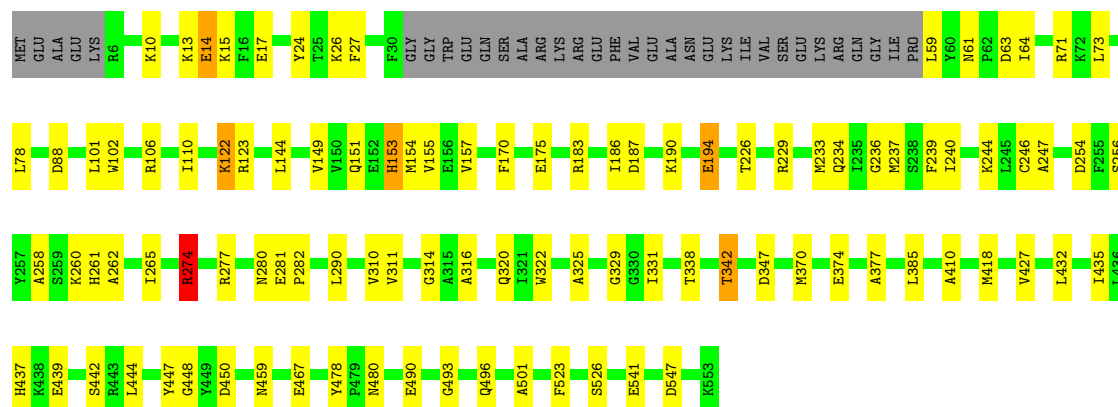 MET GLU ALA GLU LYS R6 K10 K13 E14 K15 F16 E17 Y24 T25 K26 F27 F30 GLY GLY TRP GLU GLN SER ALA ARG LYS ARG GLU PHE VAL GLU ALA ASN GLU LYS ILE VAL SER GLU LYS ARG GLN GLY ILE PRO L59 Y60 N61 P62 D63 I64 R71 K72 L73
L78 D88 L101 W102 R106 I110 K122 R123 L144 V149 V150 Q151 E152 H153 M154 V155 E156 V157 F170 E175 R183 I186 D187 K190 E194 T226 R229 M233 Q234 I235 G236 M237 S238 F239 I240 K244 L245 C246 A247 D254 F255 S256
Y257 A258 S259 K260 H261 A262 I265 R274 R277 N280 E281 P282 L290 V310 V311 G314 A315 A316 Q320 I321 W322 A325 G329 G330 I331 T338 T342 D347 M370 E374 A377 L385 A410 M418 V427 L432 I435 L436
H437 K438 E439 S442 R443 L444 Y447 G448 Y449 D450 N459 E467 Y478 P479 N480 E490 G493 Q496 A501 F523 S526 E541 D547 K553